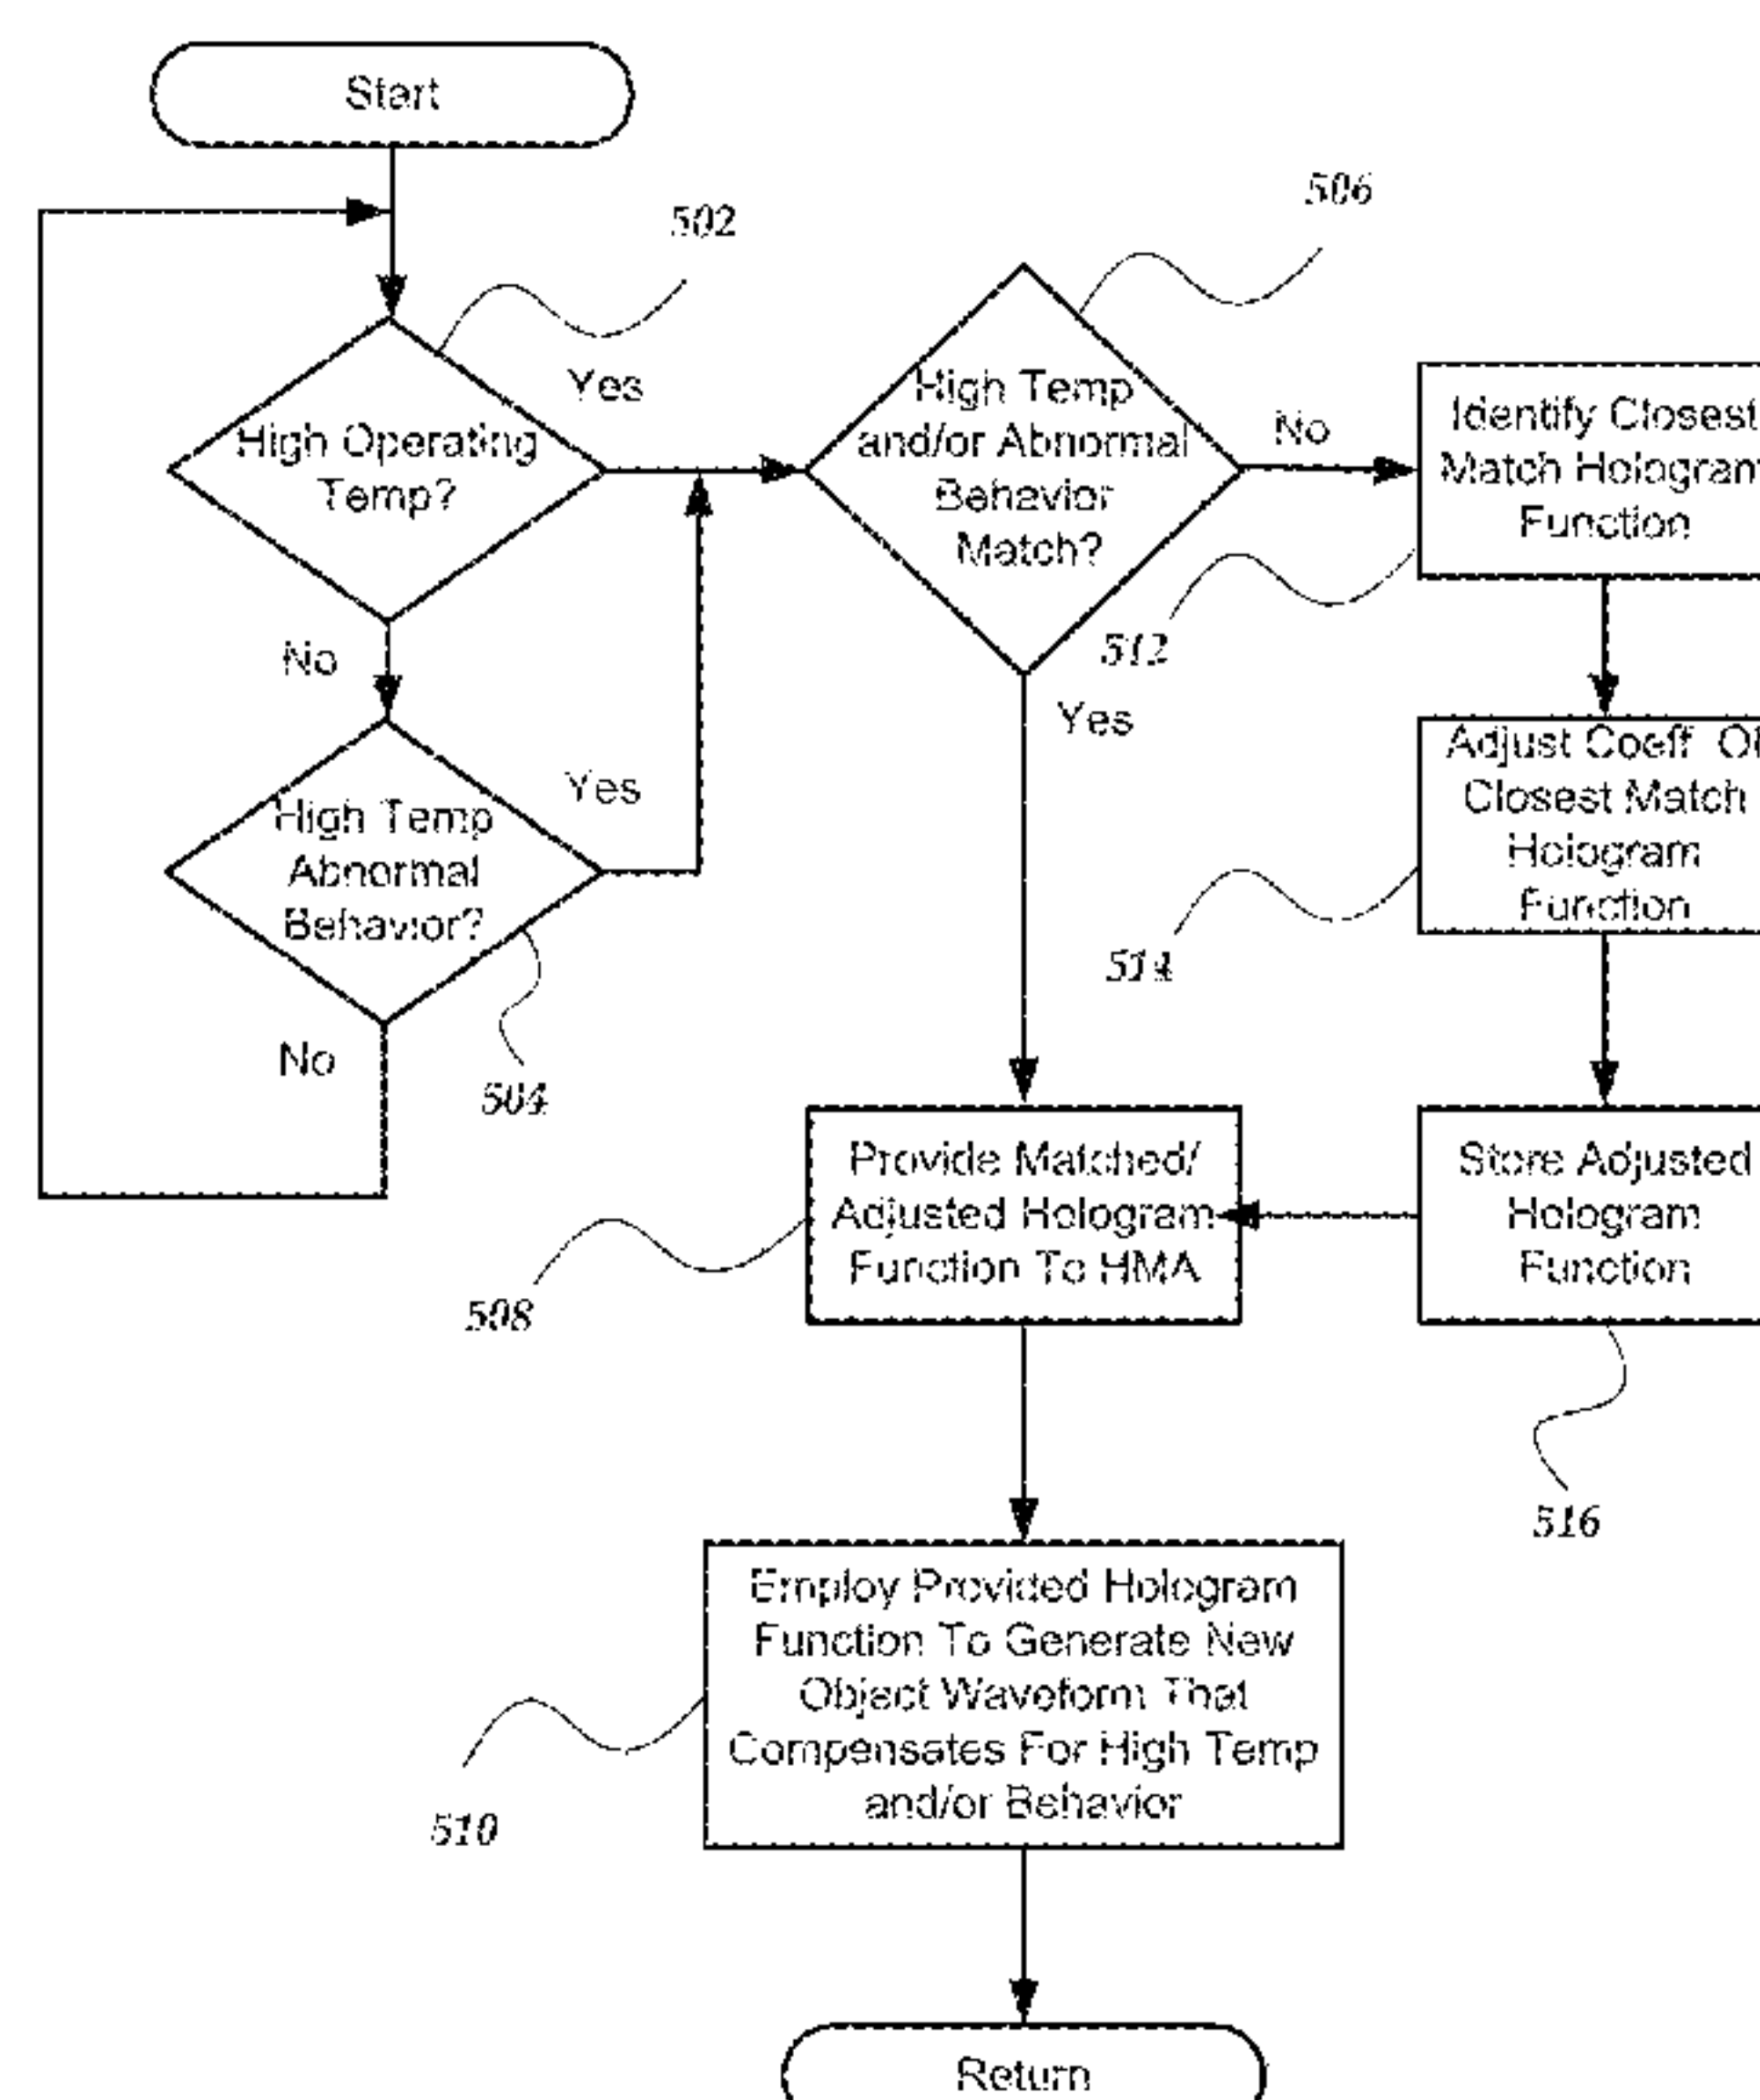 Start
502
506
High Operating
Temp?
Yes
No
High Temp
and/or Abnormal
Behavior
Match?
No
Yes
Identify Closest
Match Hologram
Function
512
High Temp
Abnormal
Behavior?
Yes
No
504
Adjust Coeff Of
Closest Match
Hologram
Function
514
Provide Matched/
Adjusted Hologram
Function To HMA
508
Store Adjusted
Hologram
Function
516
Employ Provided Hologram
Function To Generate New
Object Waveform That
Compensates For High Temp
and/or Behavior
510
Return